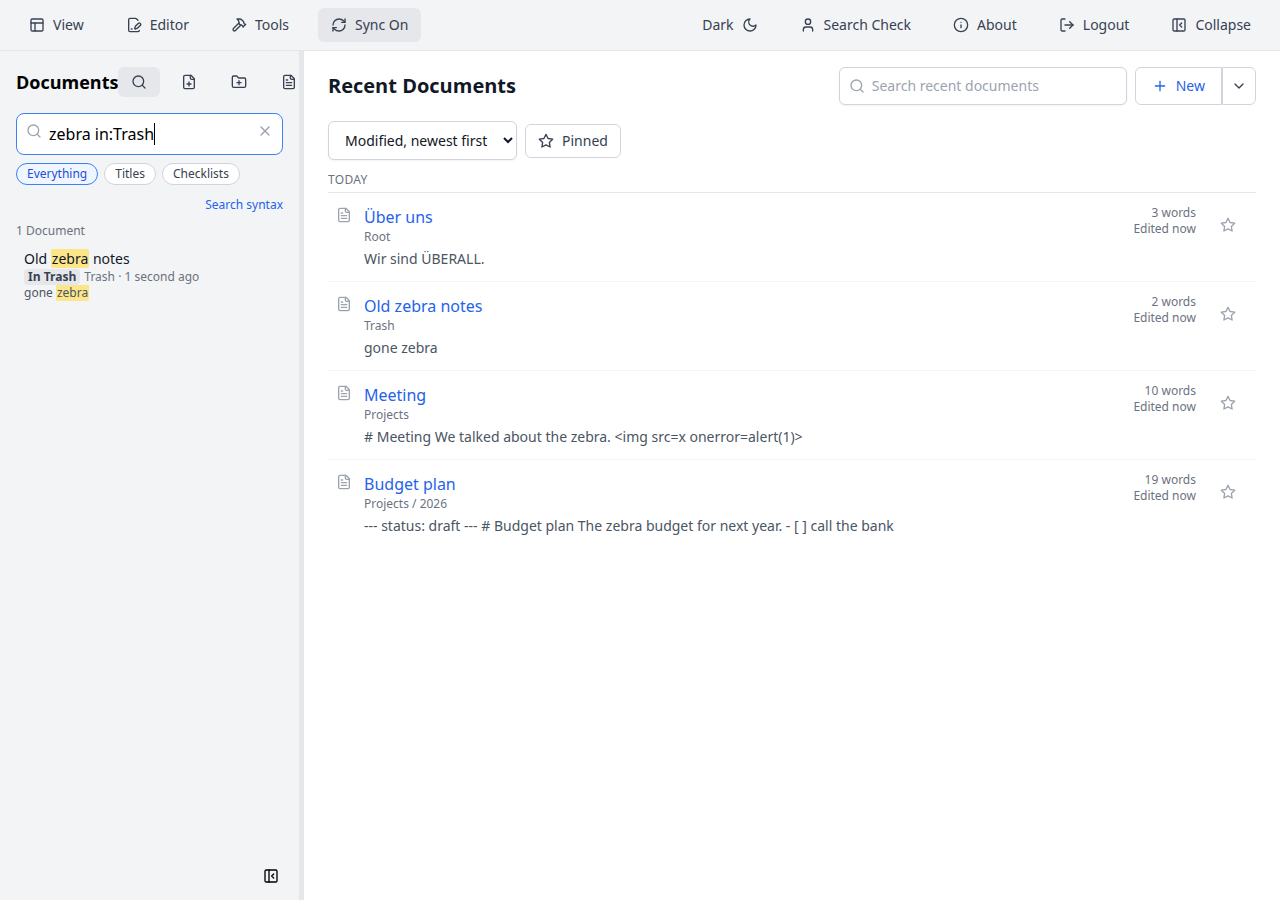 View Editor Tools Sync On Dark Search Check About Logout Collapse
Documents
zebra in:Trash
Everything Titles Checklists
Search syntax
1 Document
Old zebra notes
In Trash Trash · 1 second ago
gone zebra
Recent Documents
Search recent documents
New
Modified, newest first
Pinned
TODAY
Über uns
3 words
Root
Edited now
Wir sind ÜBERALL.
Old zebra notes
2 words
Trash
Edited now
gone zebra
Meeting
10 words
Projects
Edited now
# Meeting We talked about the zebra. <img src=x onerror=alert(1)>
Budget plan
19 words
Projects / 2026
Edited now
--- status: draft --- # Budget plan The zebra budget for next year. - [ ] call the bank